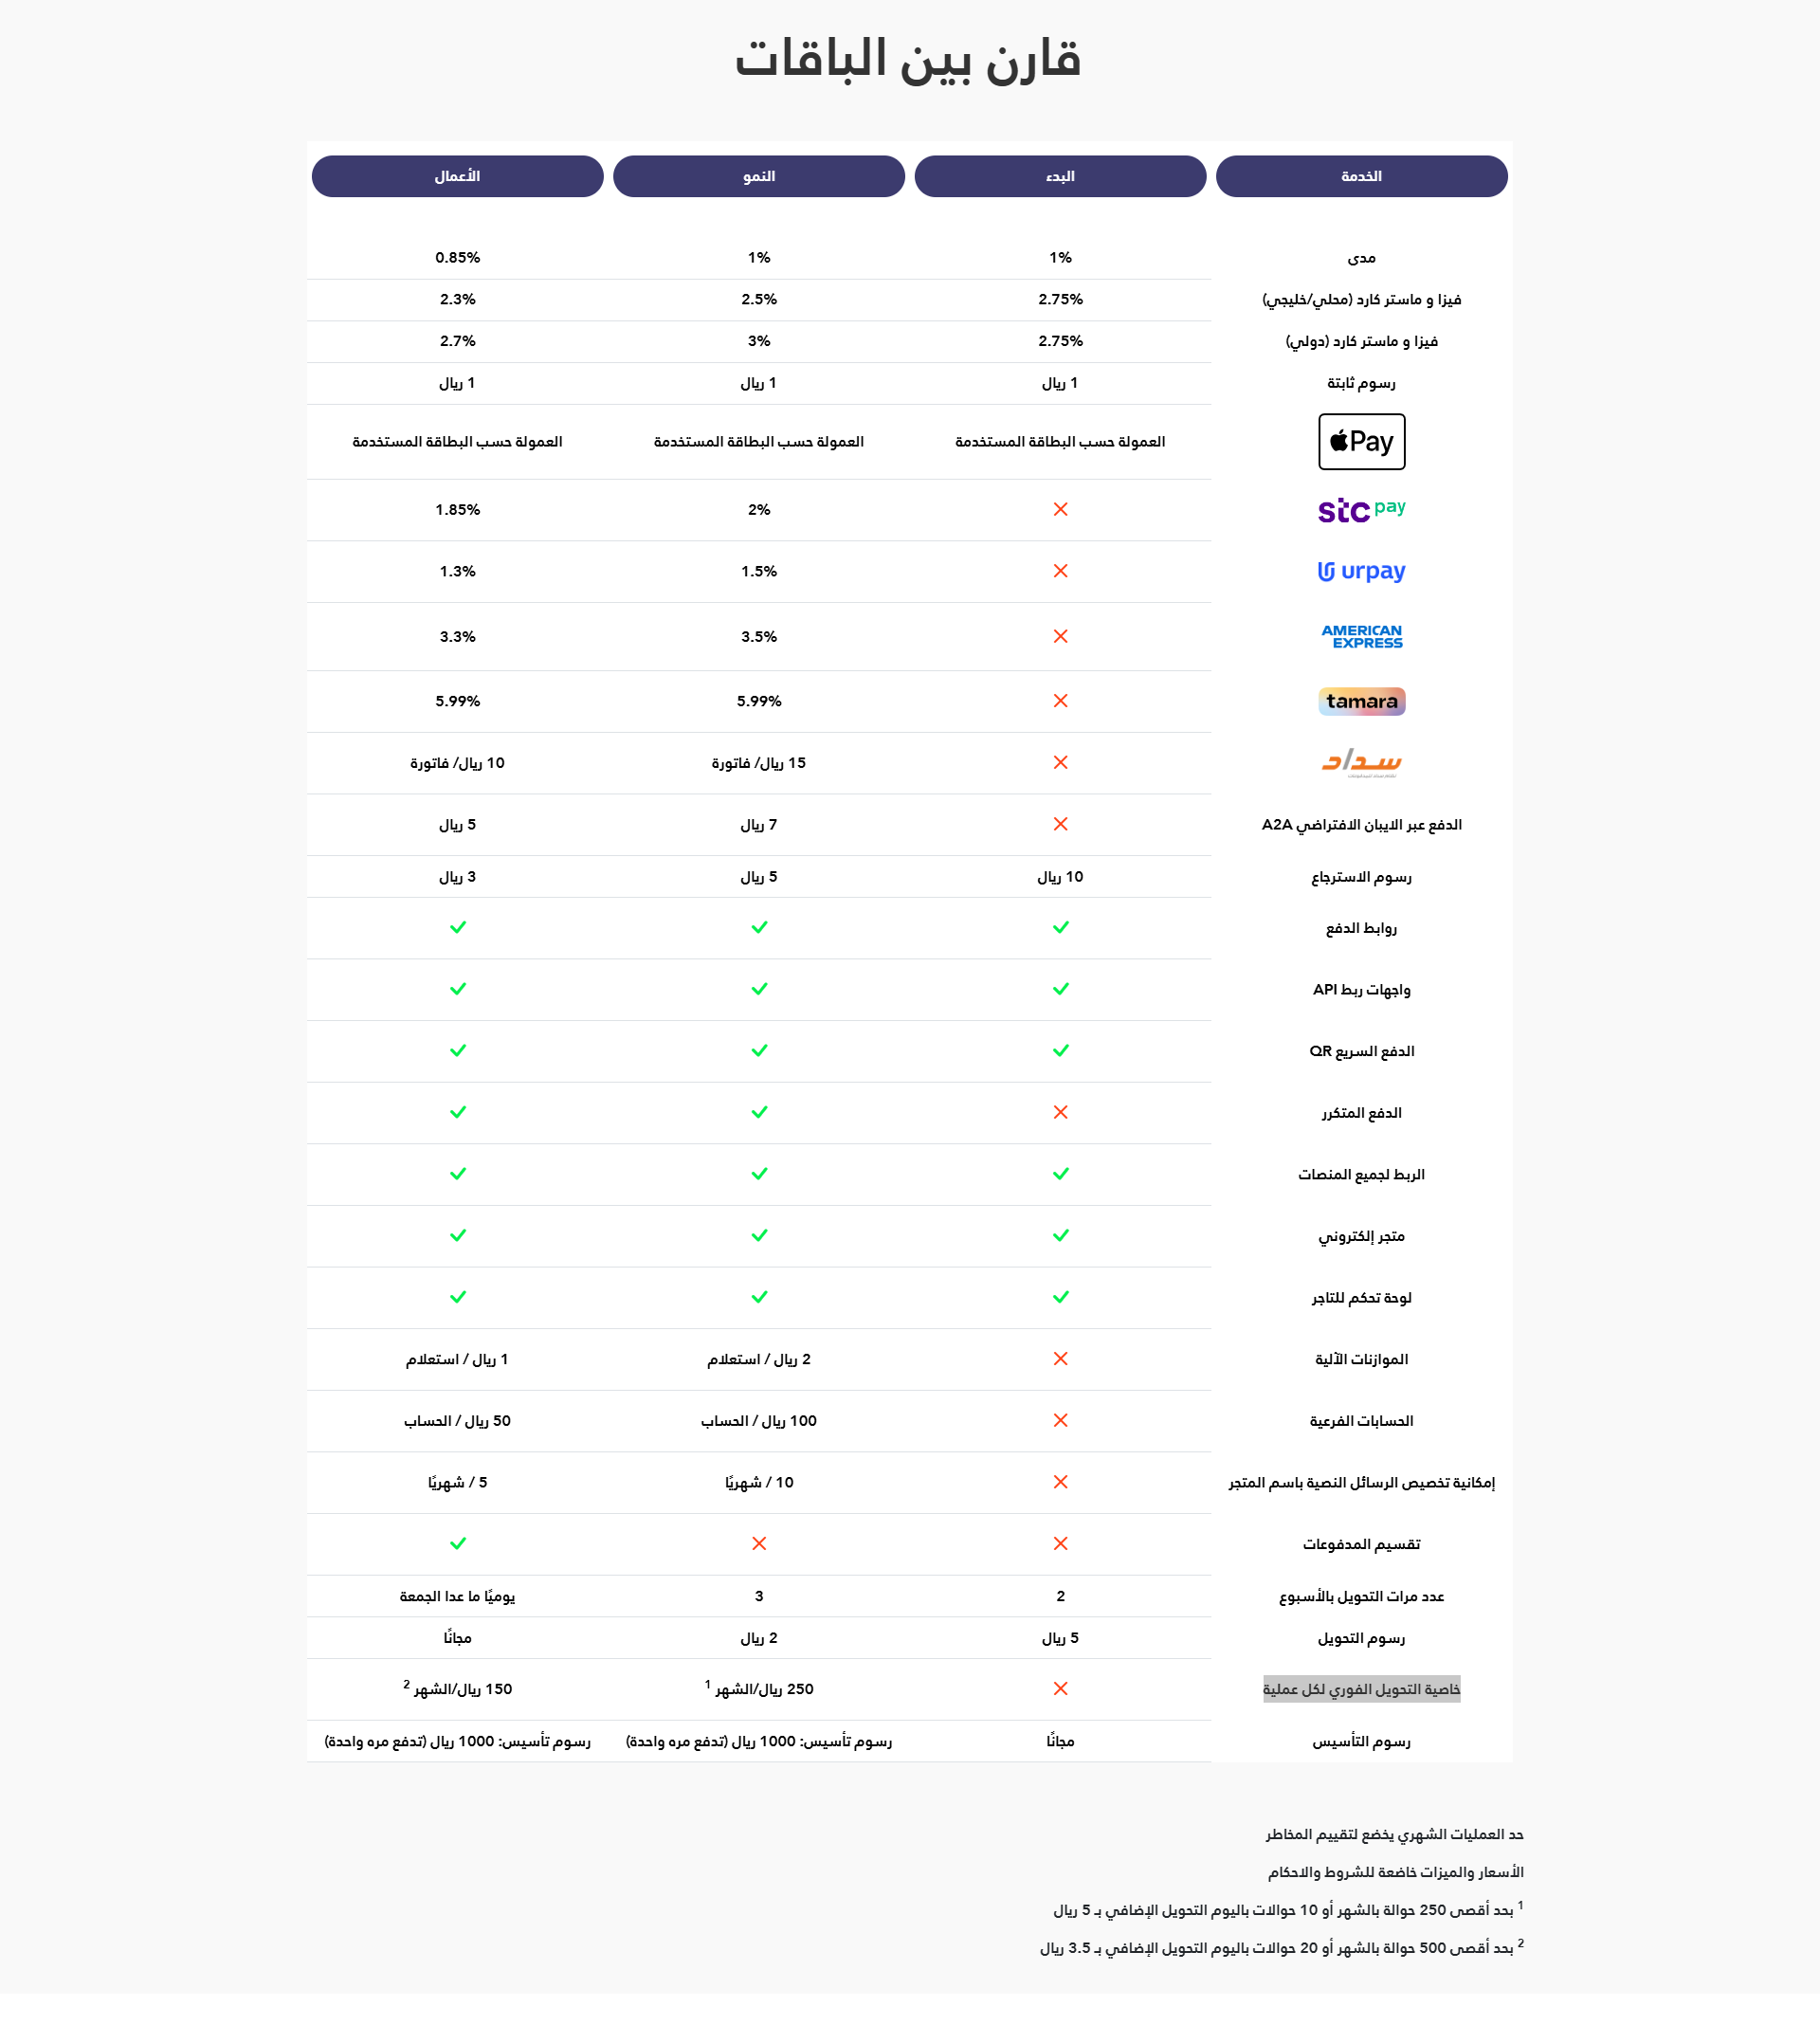 قارن بين الباقات
الخدمة البدء النمو الأعمال
مدى 1% 1% 0.85%
فيزا و ماستر كارد (محلي/خليجي) 2.75% 2.5% 2.3%
فيزا و ماستر كارد (دولي) 2.75% 3% 2.7%
رسوم ثابتة 1 ريال 1 ريال 1 ريال
Pay العمولة حسب البطاقة المستخدمة العمولة حسب البطاقة المستخدمة العمولة حسب البطاقة المستخدمة
stc pay 2% 1.85%
urpay 1.5% 1.3%
AMERICAN EXPRESS 3.5% 3.3%
tamara 5.99% 5.99%
سداد 15 ريال/ فاتورة 10 ريال/ فاتورة
الدفع عبر الايبان الافتراضي A2A 7 ريال 5 ريال
رسوم الاسترجاع 10 ريال 5 ريال 3 ريال
روابط الدفع
واجهات ربط API
الدفع السريع QR
الدفع المتكرر
الربط لجميع المنصات
متجر إلكتروني
لوحة تحكم للتاجر
الموازنات الآلية 2 ريال / استعلام 1 ريال / استعلام
الحسابات الفرعية 100 ريال / الحساب 50 ريال / الحساب
إمكانية تخصيص الرسائل النصية باسم المتجر 10 / شهريًا 5 / شهريًا
تقسيم المدفوعات
عدد مرات التحويل بالأسبوع 2 3 يوميًا ما عدا الجمعة
رسوم التحويل 5 ريال 2 ريال مجانًا
خاصية التحويل الفوري لكل عملية 250 ريال/الشهر 1 150 ريال/الشهر 2
رسوم التأسيس مجانًا رسوم تأسيس: 1000 ريال (تدفع مره واحدة) رسوم تأسيس: 1000 ريال (تدفع مره واحدة)
حد العمليات الشهري يخضع لتقييم المخاطر
الأسعار والميزات خاضعة للشروط والاحكام
1 بحد أقصى 250 حوالة بالشهر أو 10 حوالات باليوم التحويل الإضافي بـ 5 ريال
2 بحد أقصى 500 حوالة بالشهر أو 20 حوالات باليوم التحويل الإضافي بـ 3.5 ريال